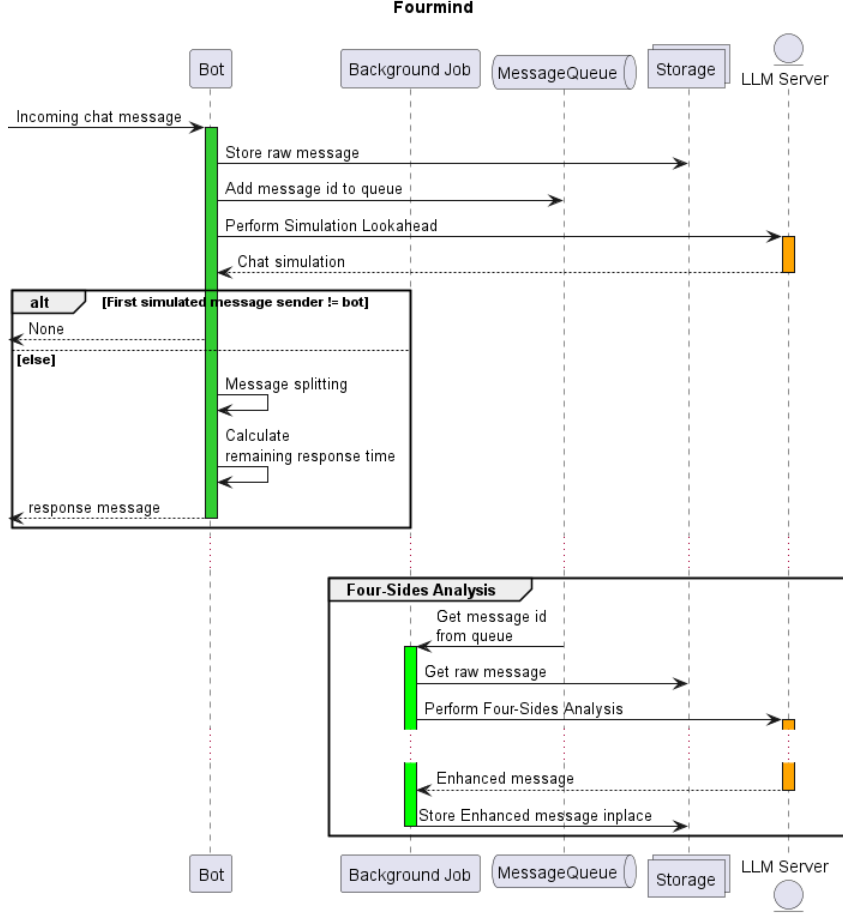 Fourmind
Bot
Background Job
MessageQueue
Storage
LLM Server
Incoming chat message
Store raw message
Add message id to queue
Perform Simulation Lookahead
Chat simulation
alt
[First simulated message sender != bot]
None
[else]
Message splitting
Calculate
remaining response time
response message
Four-Sides Analysis
Get message id
from queue
Get raw message
Perform Four-Sides Analysis
Enhanced message
Store Enhanced message inplace
Bot
Background Job
MessageQueue
Storage
LLM Server